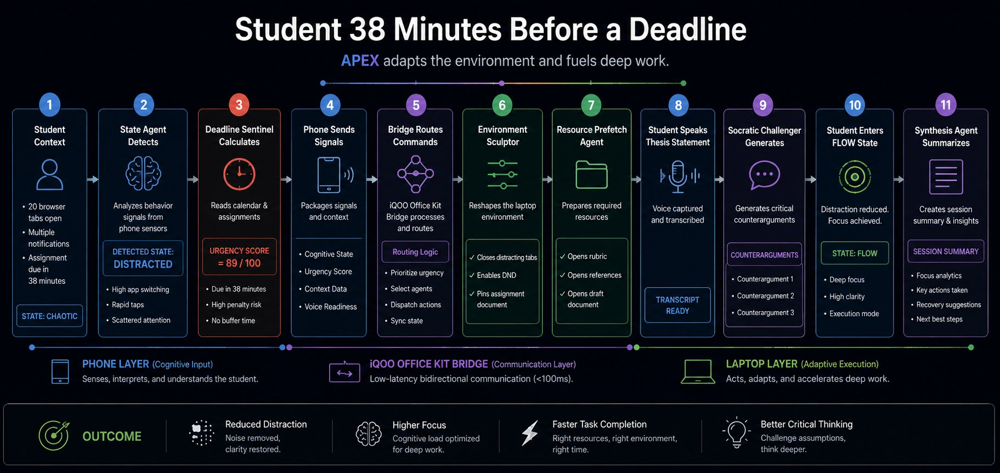 Student 38 Minutes Before a Deadline
APEX adapts the environment and fuels deep work.
1
Student
Context
• 20 browser
tabs open
• Multiple
notifications
• Assignment
due in
38 minutes
STATE: CHAOTIC
2
State Agent
Detects
Analyzes behavior
signals from
phone sensors
DETECTED STATE:
DISTRACTED
• High app switching
• Rapid taps
• Scattered attention
3
Deadline Sentinel
Calculates
Reads calendar &
assignments
URGENCY SCORE
= 89 / 100
• Due in 38 minutes
• High penalty risk
• No buffer time
4
Phone Sends
Signals
Packages signals
and context
• Cognitive State
• Urgency Score
• Context Data
• Voice Readiness
5
Bridge Routes
Commands
iQOO Office Kit
Bridge processes
and routes
Routing Logic
• Prioritize urgency
• Select agents
• Dispatch actions
• Sync state
6
Environment
Sculptor
Reshapes the laptop
environment
✓ Closes distracting tabs
✓ Enables DND
✓ Pins assignment
document
7
Resource Prefetch
Agent
Prepares required
resources
✓ Opens rubric
✓ Opens references
✓ Opens draft
document
8
Student Speaks
Thesis Statement
Voice captured
and transcribed
TRANSCRIPT
READY
9
Socratic Challenger
Generates
Generates critical
counterarguments
COUNTERARGUMENTS
• Counterargument 1
• Counterargument 2
• Counterargument 3
10
Student Enters
FLOW State
Distraction reduced.
Focus achieved.
STATE: FLOW
• Deep focus
• High clarity
• Execution mode
11
Synthesis Agent
Summarizes
Creates session
summary & insights
SESSION SUMMARY
• Focus analytics
• Key actions taken
• Recovery suggestions
• Next best steps
PHONE LAYER (Cognitive Input)
Senses, interprets, and understands the student.
iQOO OFFICE KIT BRIDGE (Communication Layer)
Low-latency bidirectional communication (<100ms).
LAPTOP LAYER (Adaptive Execution)
Acts, adapts, and accelerates deep work.
OUTCOME
Reduced Distraction
Noise removed,
clarity restored.
Higher Focus
Cognitive load optimized
for deep work.
Faster Task Completion
Right resources, right environment,
right time.
Better Critical Thinking
Challenge assumptions,
think deeper.